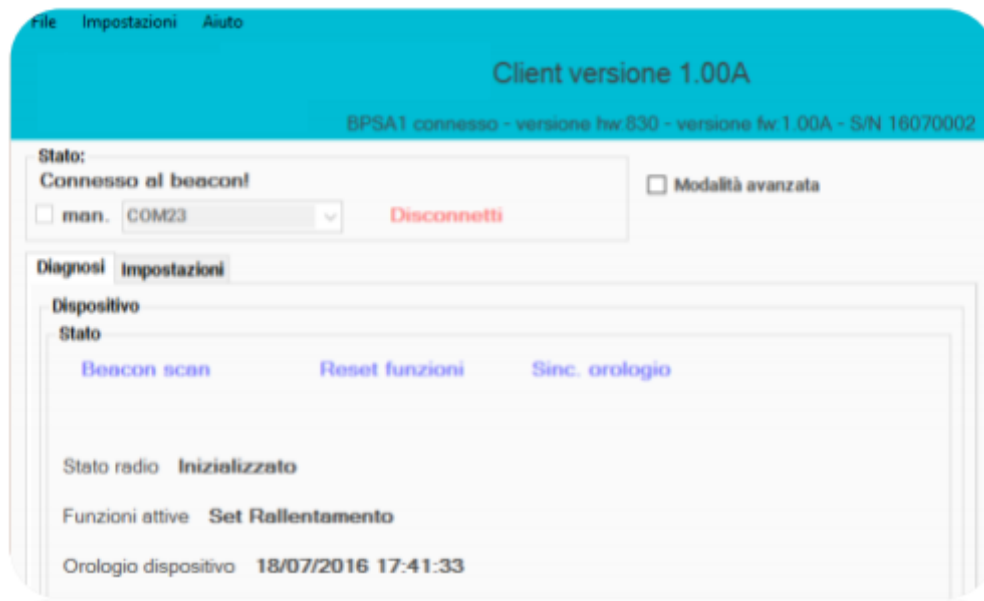 File Impostazioni Aiuto
Client versione 1.00A
BPSA1 connesso - versione hw:830 - versione fw:1.00A - S/N 16070002
Stato:
Connesso al beacon!
Modalità avanzata
man. COM23 Disconnetti
Diagnosi Impostazioni
Dispositivo
Stato
Beacon scan Reset funzioni Sinc. orologio
Stato radio Inizializzato
Funzioni attive Set Rallentamento
Orologio dispositivo 18/07/2016 17:41:33